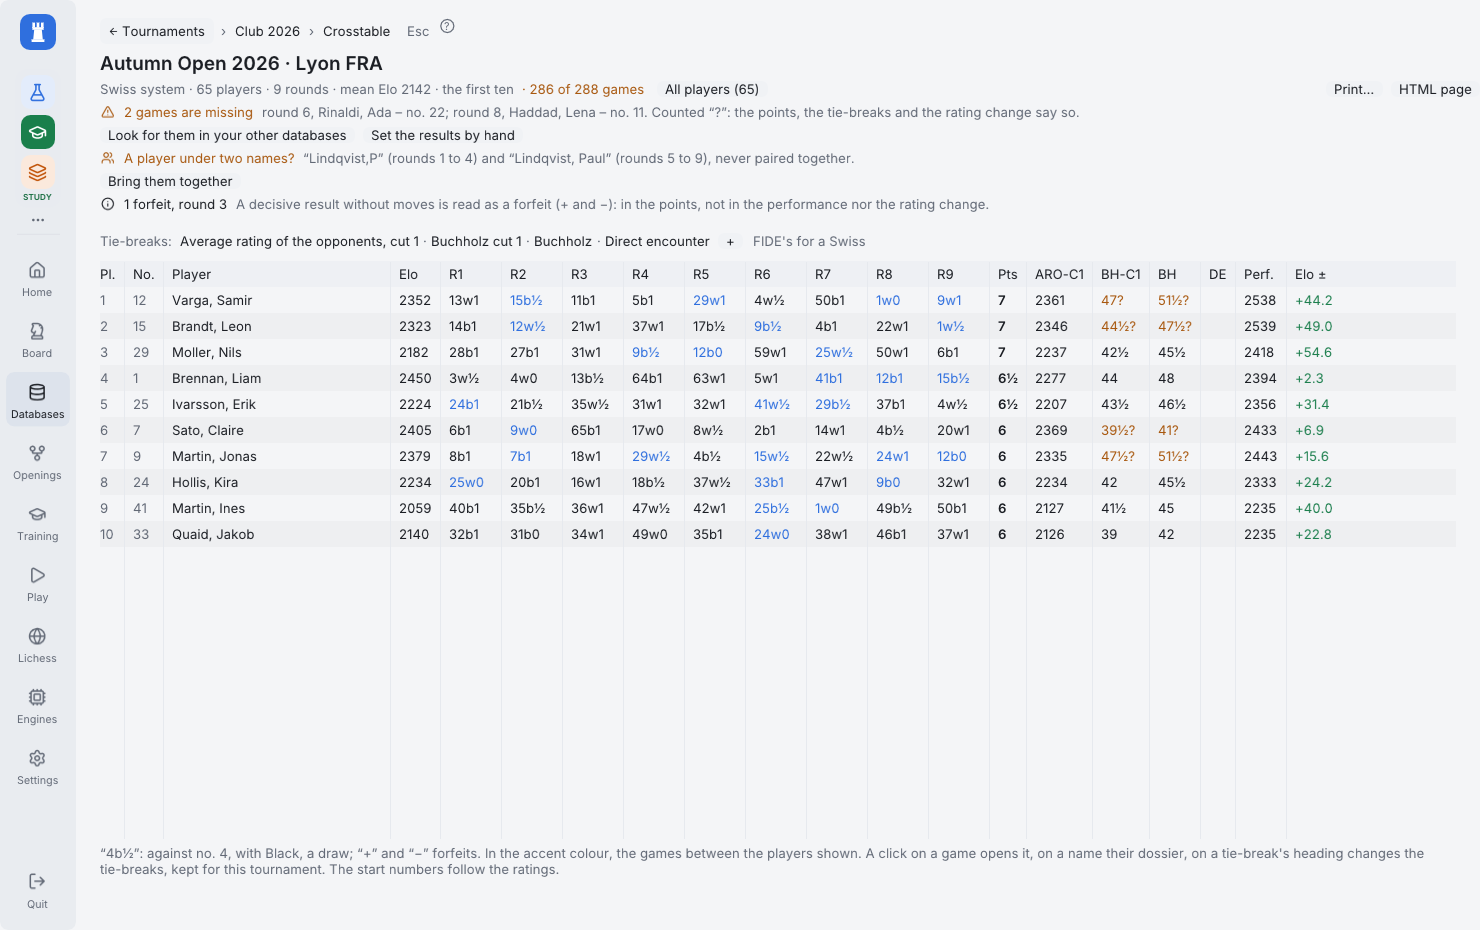 ← Tournaments › Club 2026 › Crosstable Esc ?
Autumn Open 2026 · Lyon FRA
Swiss system · 65 players · 9 rounds · mean Elo 2142 · the first ten · 286 of 288 games All players (65) Print... HTML page
2 games are missing round 6, Rinaldi, Ada – no. 22; round 8, Haddad, Lena – no. 11. Counted “?”: the points, the tie-breaks and the rating change say so.
Look for them in your other databases Set the results by hand
A player under two names? “Lindqvist,P” (rounds 1 to 4) and “Lindqvist, Paul” (rounds 5 to 9), never paired together.
Bring them together
1 forfeit, round 3 A decisive result without moves is read as a forfeit (+ and −): in the points, not in the performance nor the rating change.
Tie-breaks: Average rating of the opponents, cut 1 · Buchholz cut 1 · Buchholz · Direct encounter + FIDE's for a Swiss
Pl. No. Player Elo R1 R2 R3 R4 R5 R6 R7 R8 R9 Pts ARO-C1 BH-C1 BH DE Perf. Elo ±
1 12 Varga, Samir 2352 13w1 15b½ 11b1 5b1 29w1 4w½ 50b1 1w0 9w1 7 2361 47? 51½? 2538 +44.2
2 15 Brandt, Leon 2323 14b1 12w½ 21w1 37w1 17b½ 9b½ 4b1 22w1 1w½ 7 2346 44½? 47½? 2539 +49.0
3 29 Moller, Nils 2182 28b1 27b1 31w1 9b½ 12b0 59w1 25w½ 50w1 6b1 7 2237 42½ 45½ 2418 +54.6
4 1 Brennan, Liam 2450 3w½ 4w0 13b½ 64b1 63w1 5w1 41b1 12b1 15b½ 6½ 2277 44 48 2394 +2.3
5 25 Ivarsson, Erik 2224 24b1 21b½ 35w½ 31w1 32w1 41w½ 29b½ 37b1 4w½ 6½ 2207 43½ 46½ 2356 +31.4
6 7 Sato, Claire 2405 6b1 9w0 65b1 17w0 8w½ 2b1 14w1 4b½ 20w1 6 2369 39½? 41? 2433 +6.9
7 9 Martin, Jonas 2379 8b1 7b1 18w1 29w½ 4b½ 15w½ 22w½ 24w1 12b0 6 2335 47½? 51½? 2443 +15.6
8 24 Hollis, Kira 2234 25w0 20b1 16w1 18b½ 37w½ 33b1 47w1 9b0 32w1 6 2234 42 45½ 2333 +24.2
9 41 Martin, Ines 2059 40b1 35b½ 36w1 47w½ 42w1 25b½ 1w0 49b½ 50b1 6 2127 41½ 45 2235 +40.0
10 33 Quaid, Jakob 2140 32b1 31b0 34w1 49w0 35b1 24w0 38w1 46b1 37w1 6 2126 39 42 2235 +22.8
“4b½”: against no. 4, with Black, a draw; “+” and “−” forfeits. In the accent colour, the games between the players shown. A click on a game opens it, on a name their dossier, on a tie-break's heading changes the
tie-breaks, kept for this tournament. The start numbers follow the ratings.
STUDY
...
Home
Board
Databases
Openings
Training
Play
Lichess
Engines
Settings
Quit